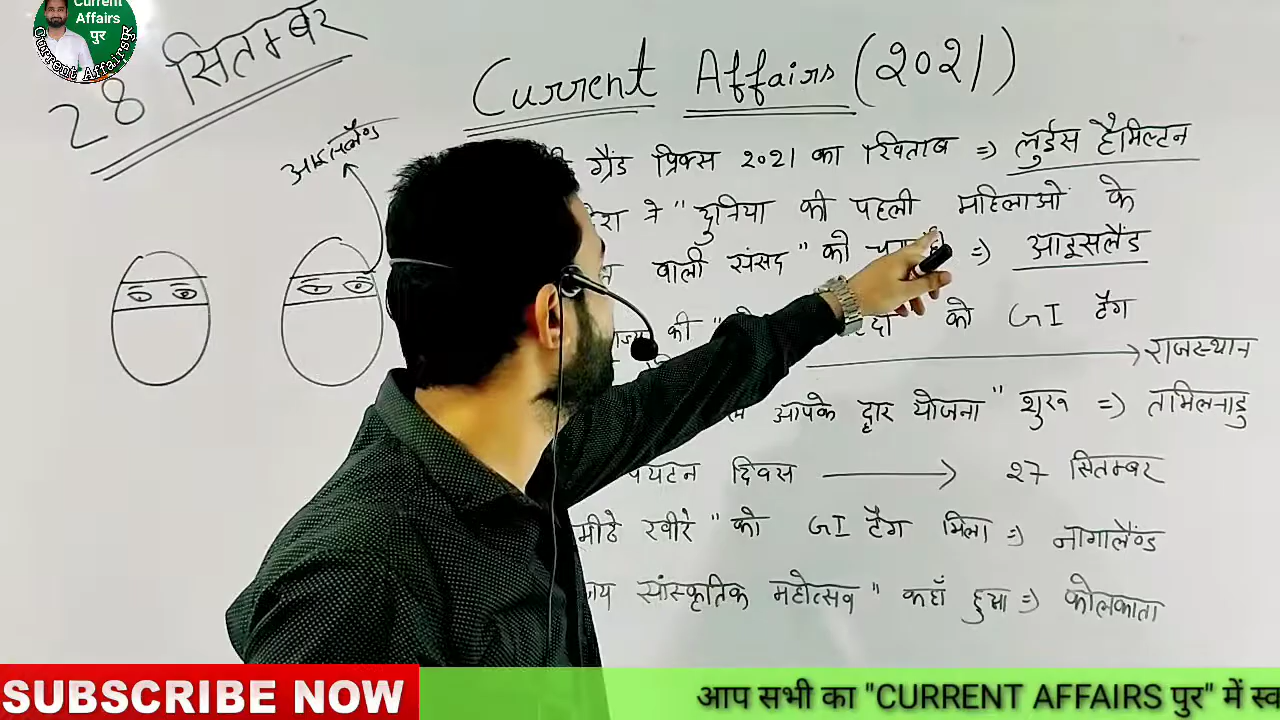 Current
Affairs
पुर
Current Affairsपुर
28 सितम्बर
Current Affairs (2021)
आइसलैंड
ग्रैंड प्रिक्स 2021 का खिताब => लुईस हैमिल्टन
ने " दुनिया की पहली महिलाओं के
वाली संसद " को => आइसलैंड
की " को GI टैग
राजस्थान
आपके द्वार योजना " शुरू => तामिलनाडु
पर्यटन दिवस 27 सितम्बर
मीठे खीरे " को GI टैग मिला => नागालैण्ड
सांस्कृतिक महोत्सव " कहाँ हुआ => कोलकाता
SUBSCRIBE NOW
आप सभी का "CURRENT AFFAIRS पुर" में